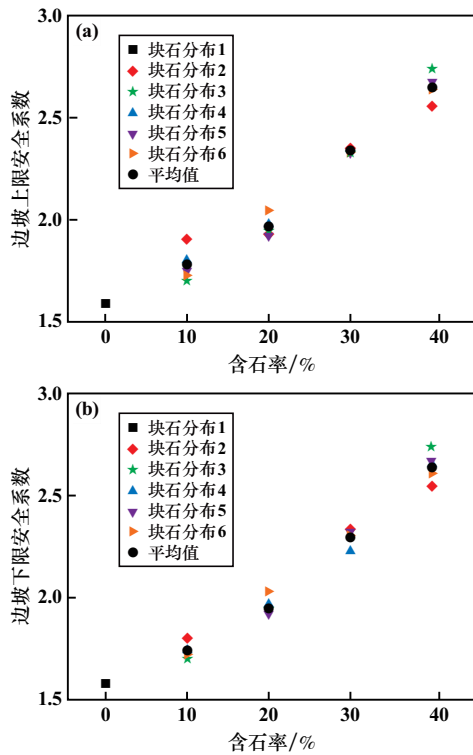 (a)
边坡上限安全系数
3.0
2.5
2.0
1.5
块石分布1
块石分布2
块石分布3
块石分布4
块石分布5
块石分布6
平均值
0 10 20 30 40
含石率/%
(b)
边坡下限安全系数
3.0
2.5
2.0
1.5
块石分布1
块石分布2
块石分布3
块石分布4
块石分布5
块石分布6
平均值
0 10 20 30 40
含石率/%